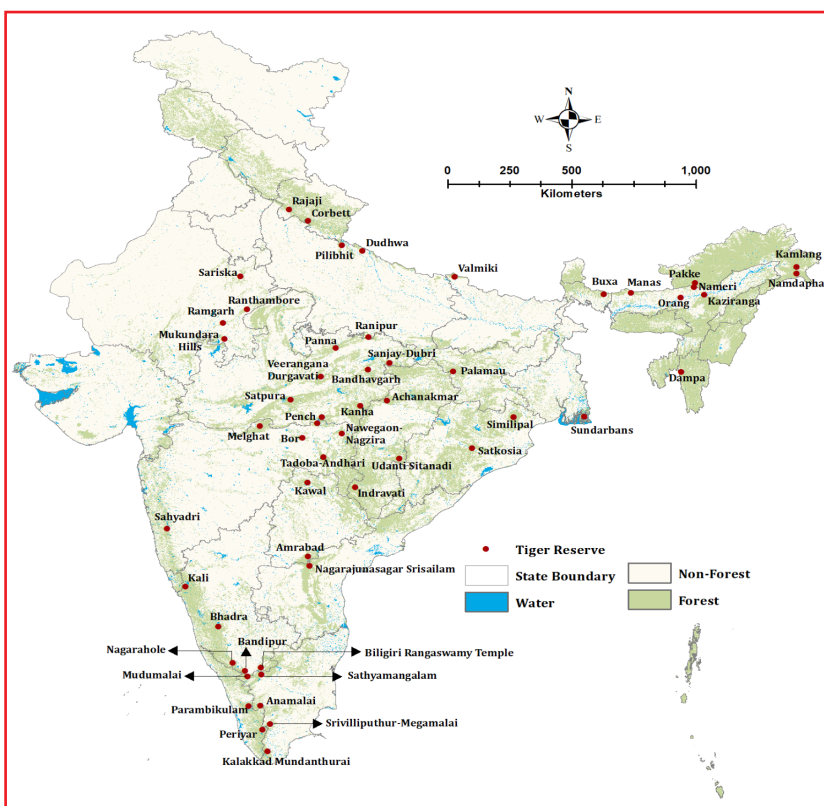 N
W
E
S
0
250
500
1,000
Kilometers
Rajaji
Corbett
Dudhwa
Pilibhit
Valmiki
Kamlang
Sariska
Pakke
Buxa
Manas
Nameri
Namdapha
Ranthambore
Orang
Kaziranga
Ramgarh
Mukundara
Hills
Ranipur
Panna
Sanjay-Dubri
Veerangana
Durgavati
Bandhavgarh
Palamau
Dampa
Satpura
Achanakmar
Kanha
Pench
Similipal
Sundarbans
Melghat
Bor
Nawegaon-
Nagzira
Satkosia
Tadoba-Andhari
Udanti Sitanadi
Kawal
Indravati
Sahyadri
Amrabad
Nagarajunasagar Srisailam
Kali
Bhadra
Bandipur
Nagarahole
Biligiri Rangaswamy Temple
Mudumalai
Sathyamangalam
Parambikulam
Anamalai
Srivilliputhur-Megamalai
Periyar
Kalakkad Mundanthurai
Tiger Reserve
State Boundary
Non-Forest
Water
Forest